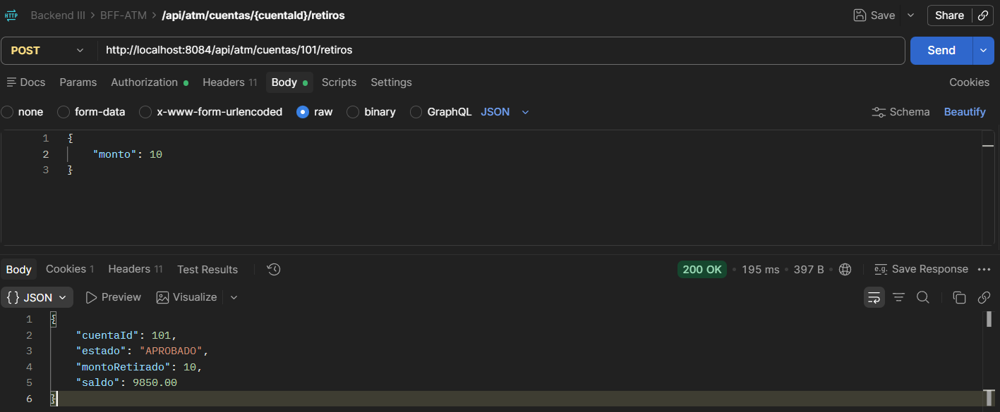 HTTP Backend III > BFF-ATM > /api/atm/cuentas/{cuentaId}/retiros Save Share
POST http://localhost:8084/api/atm/cuentas/101/retiros Send
Docs Params Authorization Headers 11 Body Scripts Settings Cookies
none form-data x-www-form-urlencoded raw binary GraphQL JSON Schema Beautify
1 {
2 "monto": 10
3 }
Body Cookies 1 Headers 11 Test Results 200 OK • 195 ms • 397 B • e.g. Save Response
{} JSON Preview Visualize
1 {
2 "cuentaId": 101,
3 "estado": "APROBADO",
4 "montoRetirado": 10,
5 "saldo": 9850.00
6 }